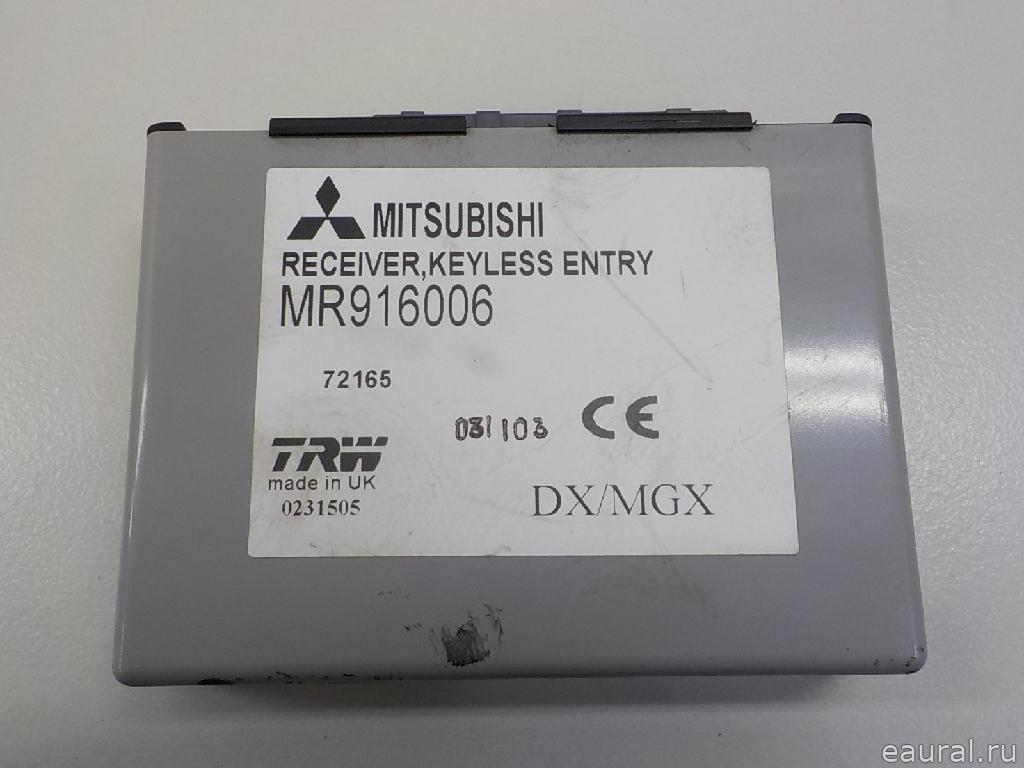 MITSUBISHI
RECEIVER,KEYLESS ENTRY
MR916006
72165
031103
CE
TRW
made in UK
0231505
DX/MGX
eaural.ru